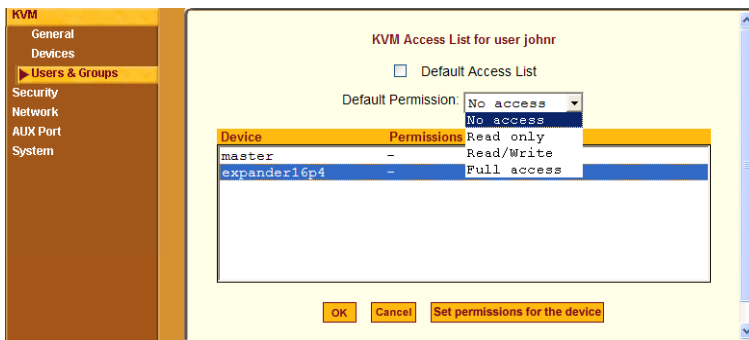 KVM
General
Devices
Users & Groups
Security
Network
AUX Port
System
KVM Access List for user johnr
Default Access List
Default Permission: No access
No access
Read only
Read/Write
Full access
Device Permissions
master -
expander16p4 -
OK Cancel Set permissions for the device